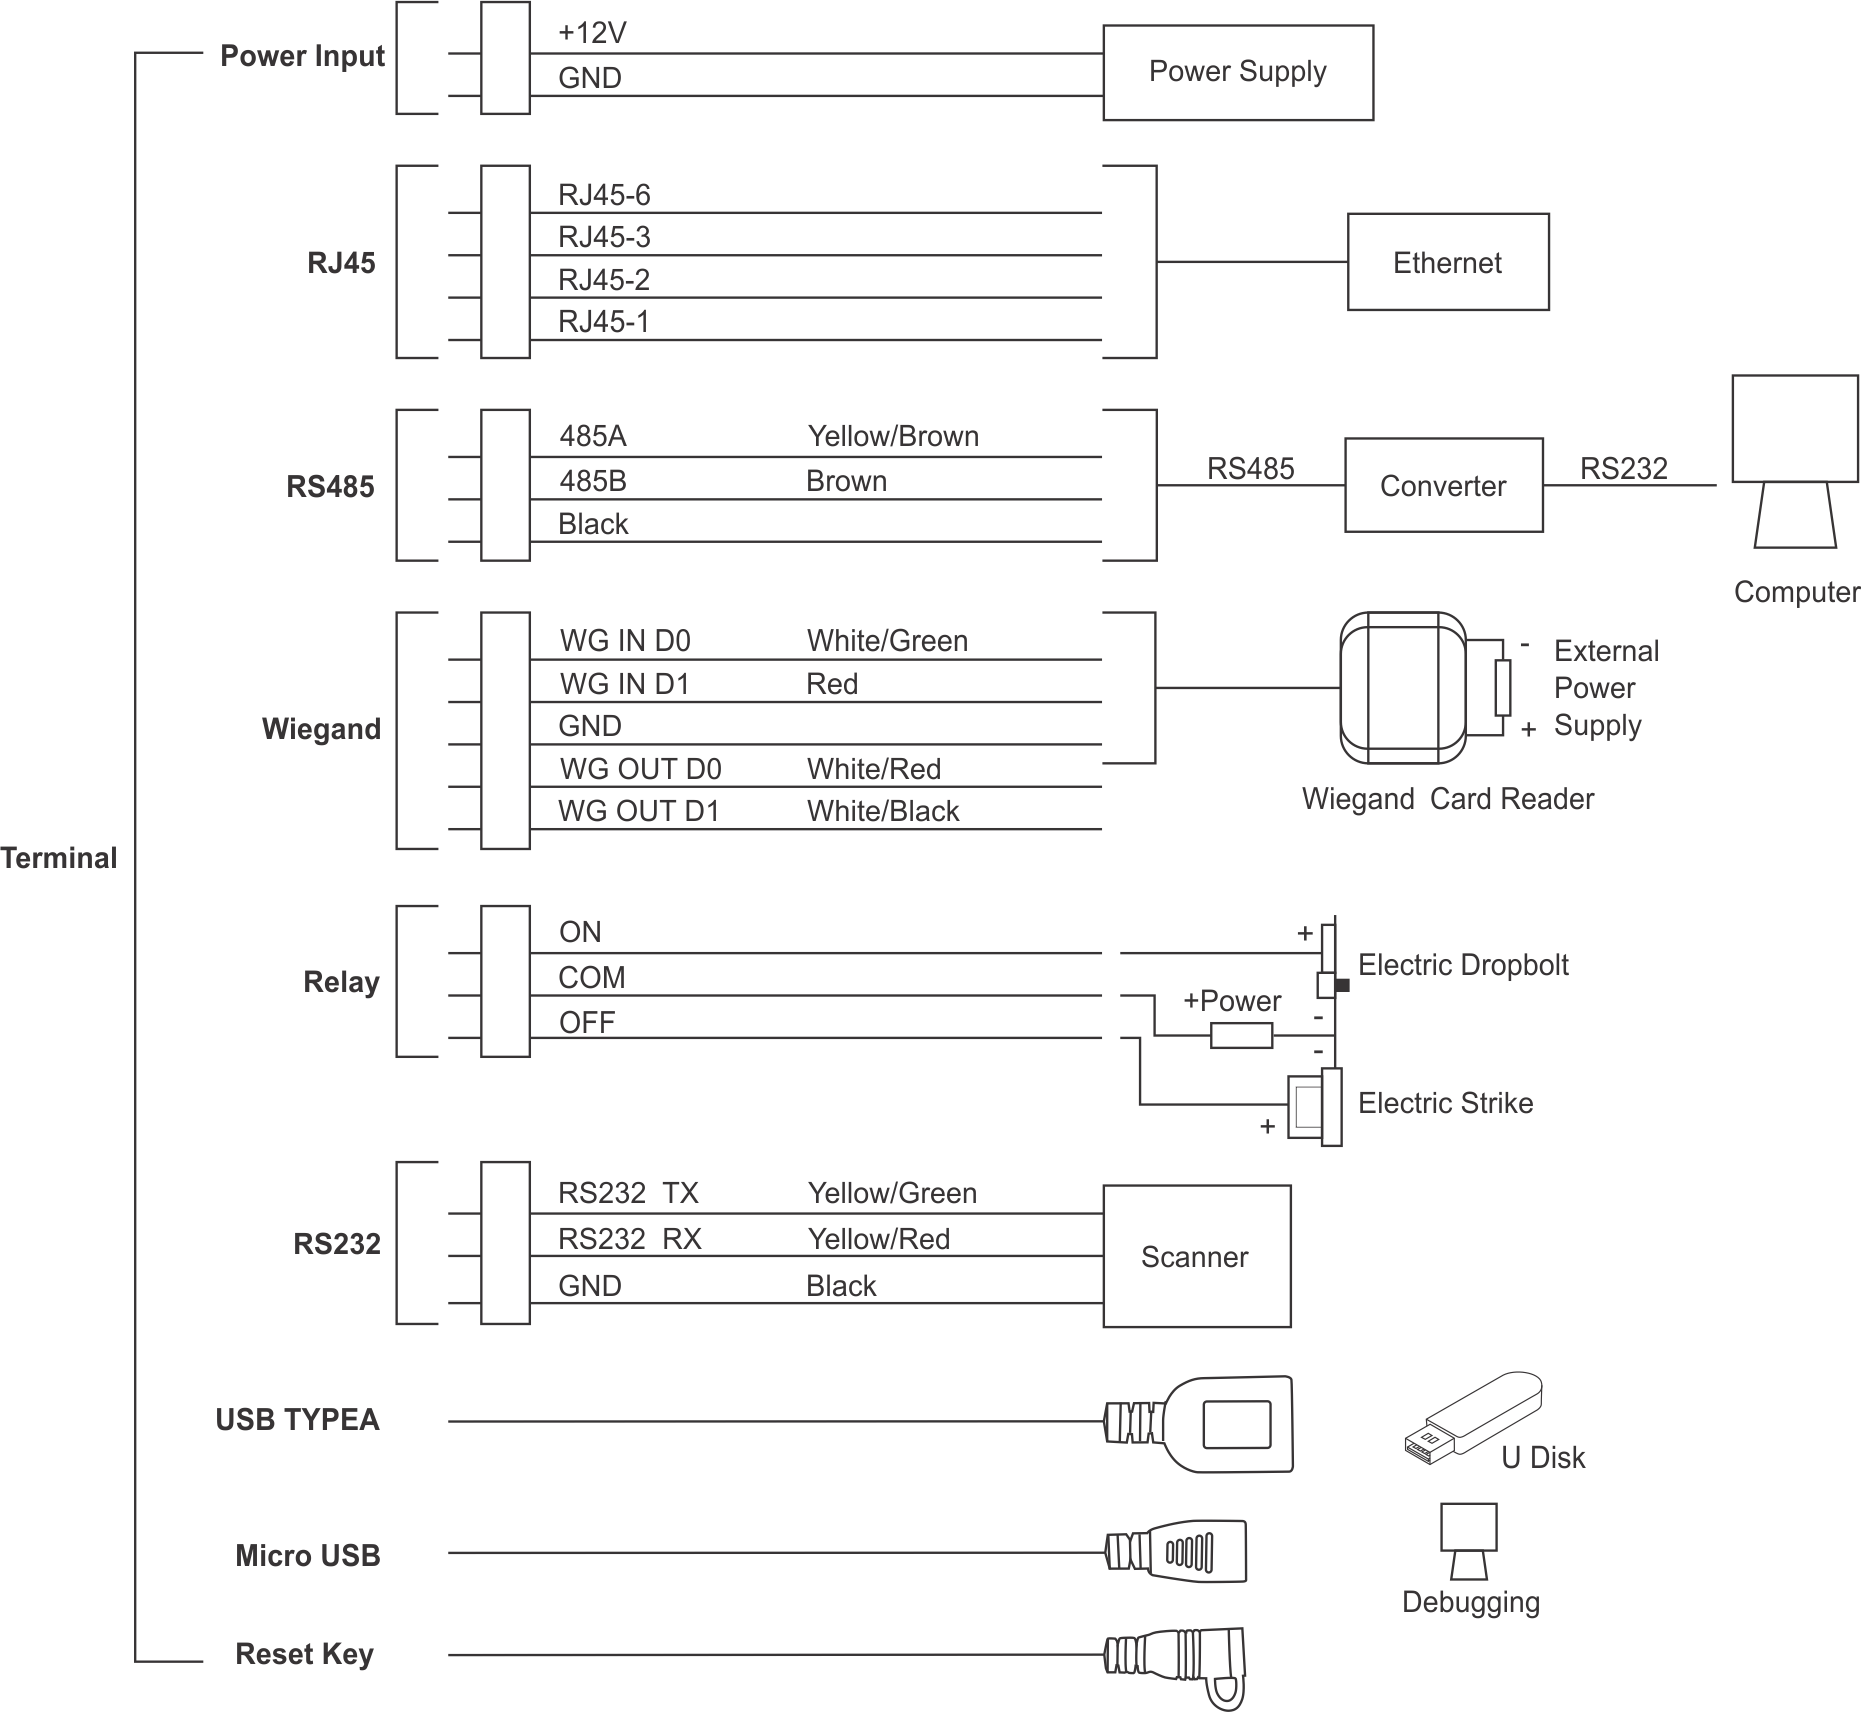 +12V
Power Input
Power Supply
GND
RJ45-6
RJ45-3
RJ45
Ethernet
RJ45-2
RJ45-1
485A Yellow/Brown
RS485 RS232
RS485
485B Brown
Converter
Black
Computer
WG IN D0 White/Green
- External
WG IN D1 Red
Power
GND
Wiegand
+ Supply
WG OUT D0 White/Red
WG OUT D1 White/Black
Wiegand Card Reader
Terminal
ON
+
Electric Dropbolt
COM
Relay
+Power
-
OFF
-
Electric Strike
+
RS232 TX Yellow/Green
RS232 RX Yellow/Red
RS232
Scanner
GND Black
USB TYPEA
U Disk
Micro USB
Debugging
Reset Key